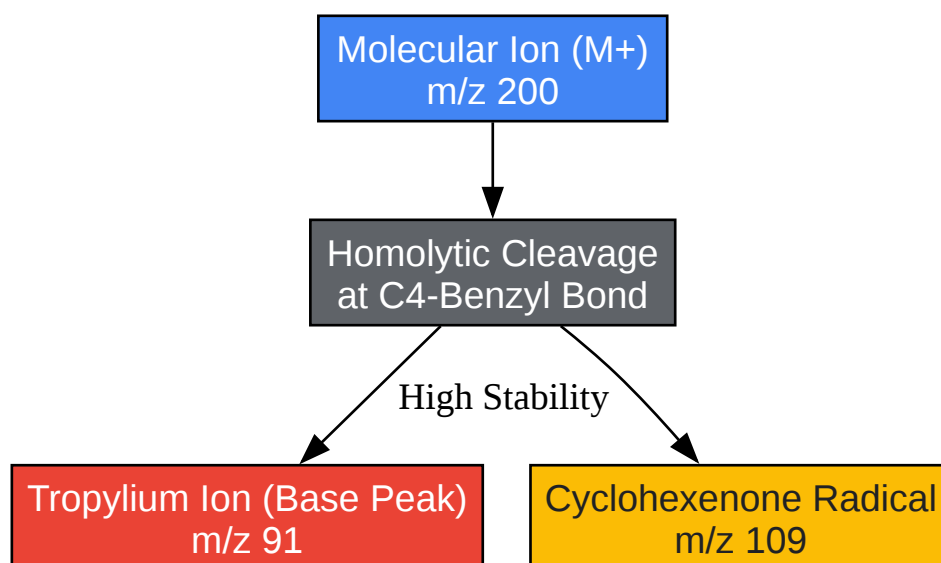 Molecular Ion (M+)
m/z 200
Homolytic Cleavage
at C4-Benzyl Bond
High Stability
Tropylium Ion (Base Peak)
m/z 91
Cyclohexenone Radical
m/z 109